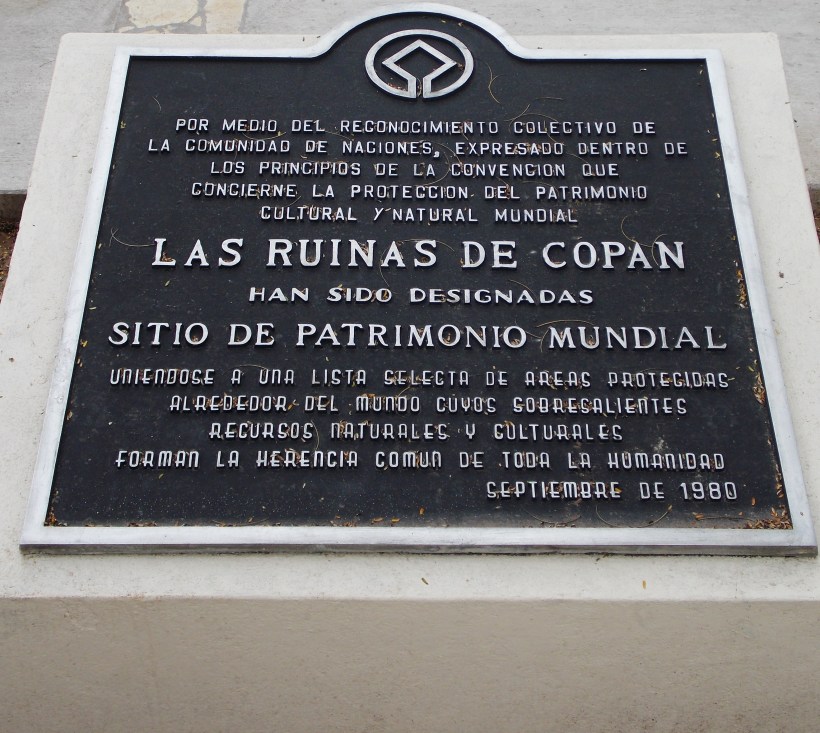 POR MEDIO DEL RECONOCIMIENTO COLECTIVO DE
LA COMUNIDAD DE NACIONES, EXPRESADO DENTRO DE
LOS PRINCIPIOS DE LA CONVENCION QUE
CONCIERNE LA PROTECCION DEL PATRIMONIO
CULTURAL Y NATURAL MUNDIAL
LAS RUINAS DE COPAN
HAN SIDO DESIGNADAS
SITIO DE PATRIMONIO MUNDIAL
UNIENDOSE A UNA LISTA SELECTA DE AREAS PROTEGIDAS
ALREDEDOR DEL MUNDO CUYOS SOBRESALIENTES
RECURSOS NATURALES Y CULTURALES
FORMAN LA HERENCIA COMUN DE TODA LA HUMANIDAD
SEPTIEMBRE DE 1980